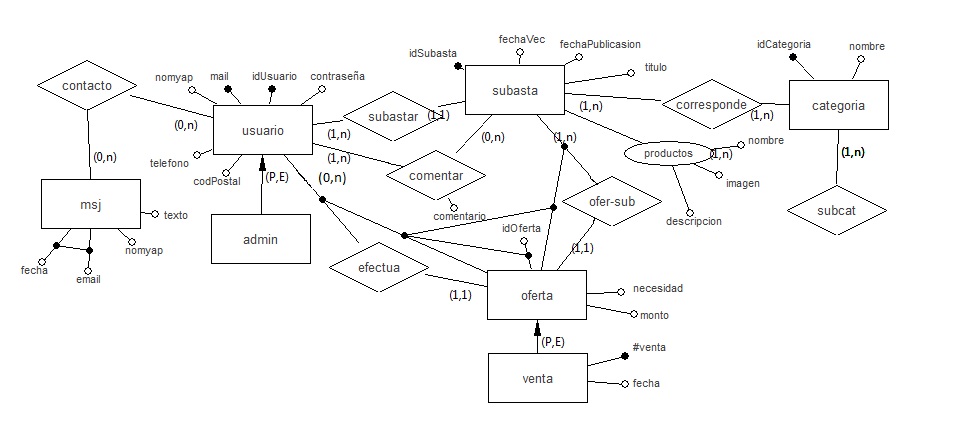 fechaVec
idSubasta
fechaPublicasion
idCategoria
nombre
titulo
nomyap
mail
idUsuario
contraseña
contacto
subasta
usuario
subastar
(1,1)
(1,n)
corresponde
(1,n)
categoria
(0,n)
(1,n)
(0,n)
(1,n)
nombre
(1,n)
productos
(1,n)
(1,n)
(0,n)
telefono
codPostal
(P,E)
(0,n)
comentar
imagen
msj
texto
comentario
ofer-sub
descripcion
subcat
admin
idOferta
nomyap
(1,1)
fecha
email
efectua
(1,1)
oferta
necesidad
monto
(P,E)
#venta
venta
fecha